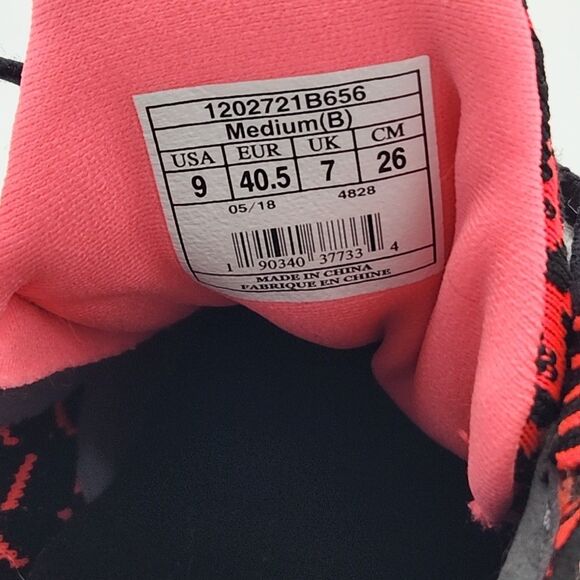 1202721B656
Medium(B)
USA EUR UK CM
9 40.5 7 26
05/18 4828
1 90340 37733 4
MADE IN CHINA
FABRIQUE EN CHINE